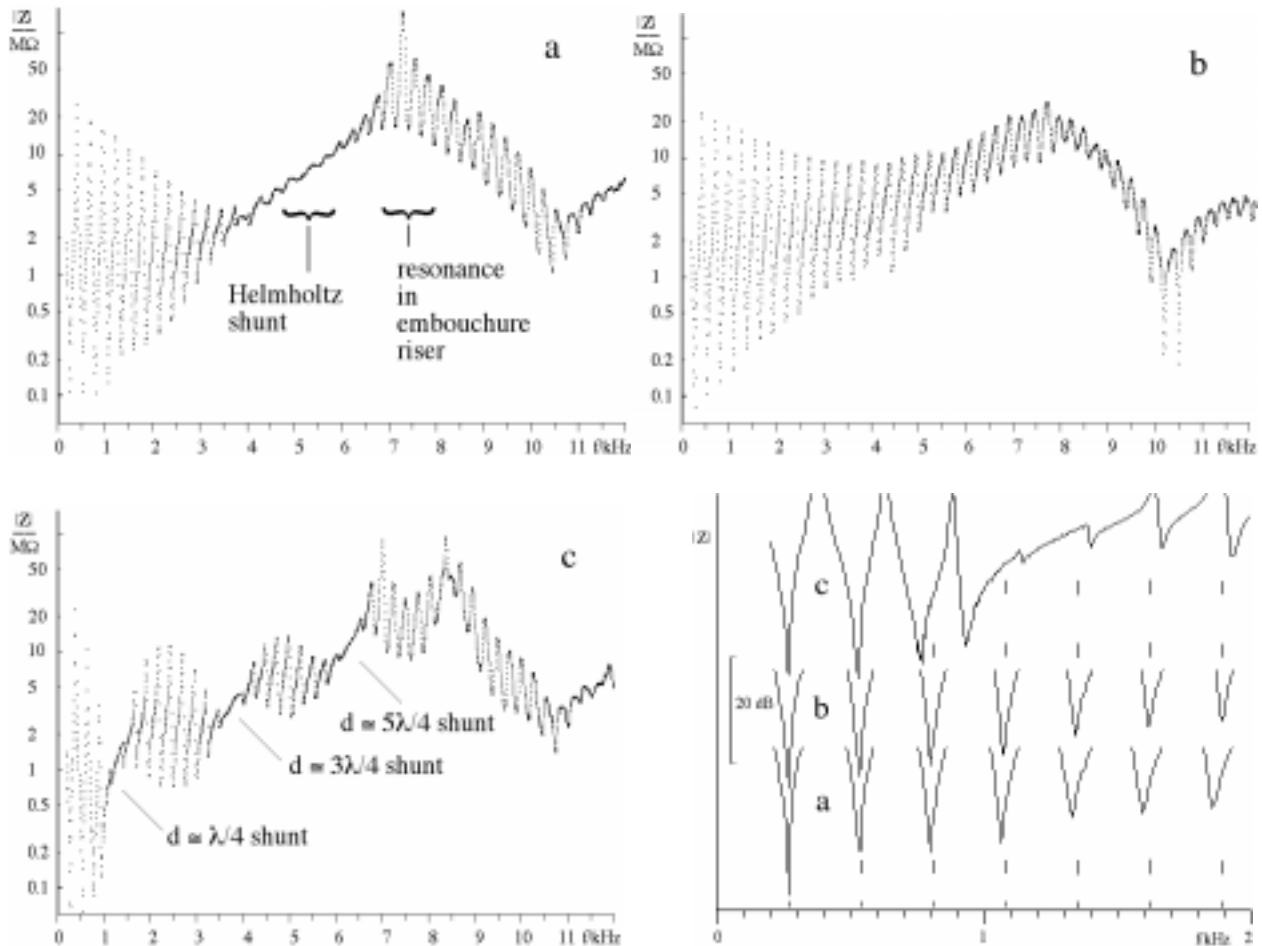 |Z|
MΩ
a
50
20
10
5
2
1
0.5
0.2
0.1
Helmholtz
shunt
resonance
in
embouchure
riser
0 1 2 3 4 5 6 7 8 9 10 11 f/kHz
|Z|
MΩ
b
50
20
10
5
2
1
0.5
0.2
0.1
0 1 2 3 4 5 6 7 8 9 10 11 f/kHz
|Z|
MΩ
c
50
20
10
5
2
1
0.5
0.2
0.1
d ≃ 5λ/4 shunt
d ≃ 3λ/4 shunt
d ≃ λ/4 shunt
0 1 2 3 4 5 6 7 8 9 10 11 f/kHz
|Z|
c
20 dB
b
a
0 1 f/kHz 2